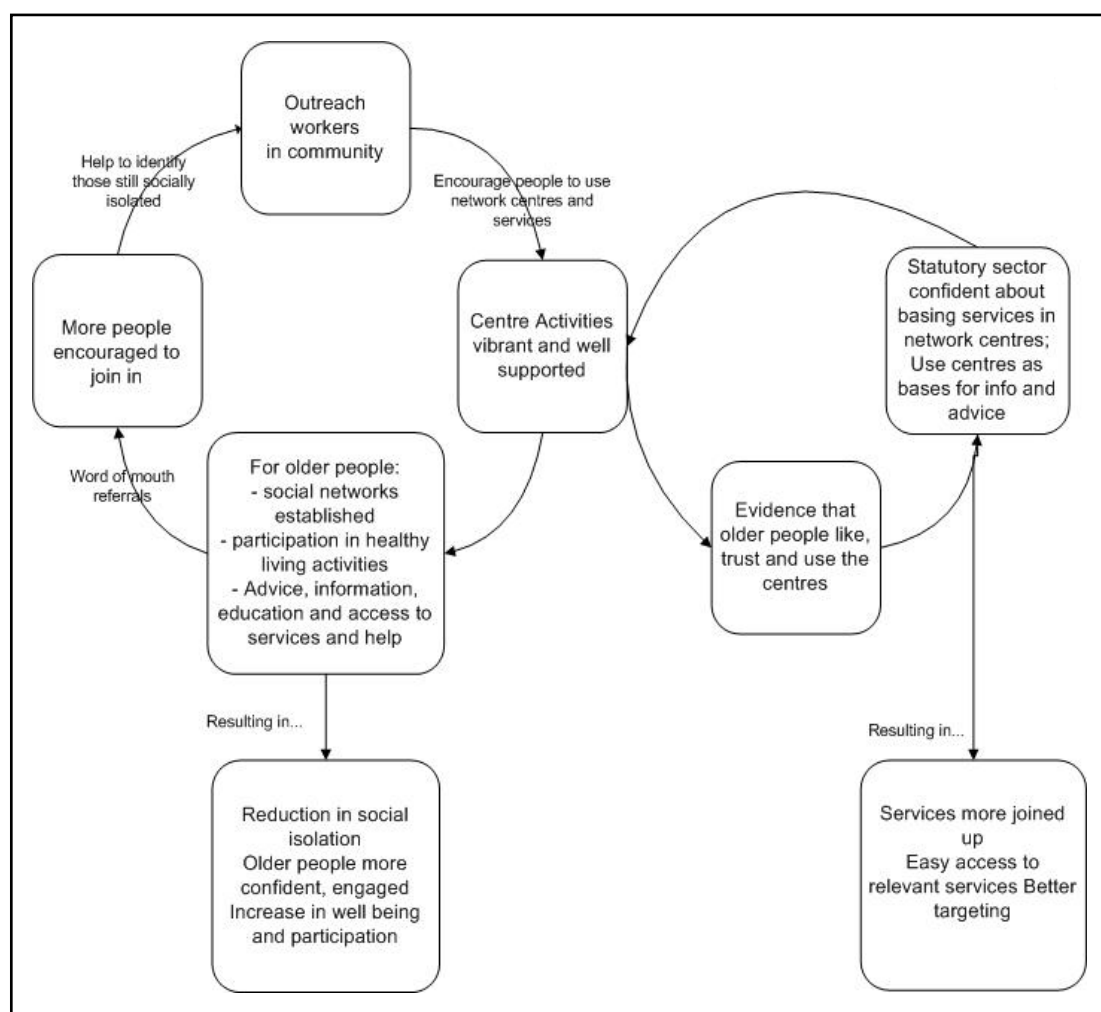 Outreach
workers
in community
Help to identify
those still socially
isolated
Encourage people to use
network centres and
services
More people
encouraged to
join in
Centre Activities
vibrant and well
supported
Statutory sector
confident about
basing services in
network centres;
Use centres as
bases for info and
advice
Word of mouth
referrals
For older people:
- social networks
established
- participation in healthy
living activities
- Advice, information,
education and access to
services and help
Evidence that
older people like,
trust and use the
centres
Resulting in...
Resulting in...
Reduction in social
isolation
Older people more
confident, engaged
Increase in well being
and participation
Services more joined
up
Easy access to
relevant services Better
targeting